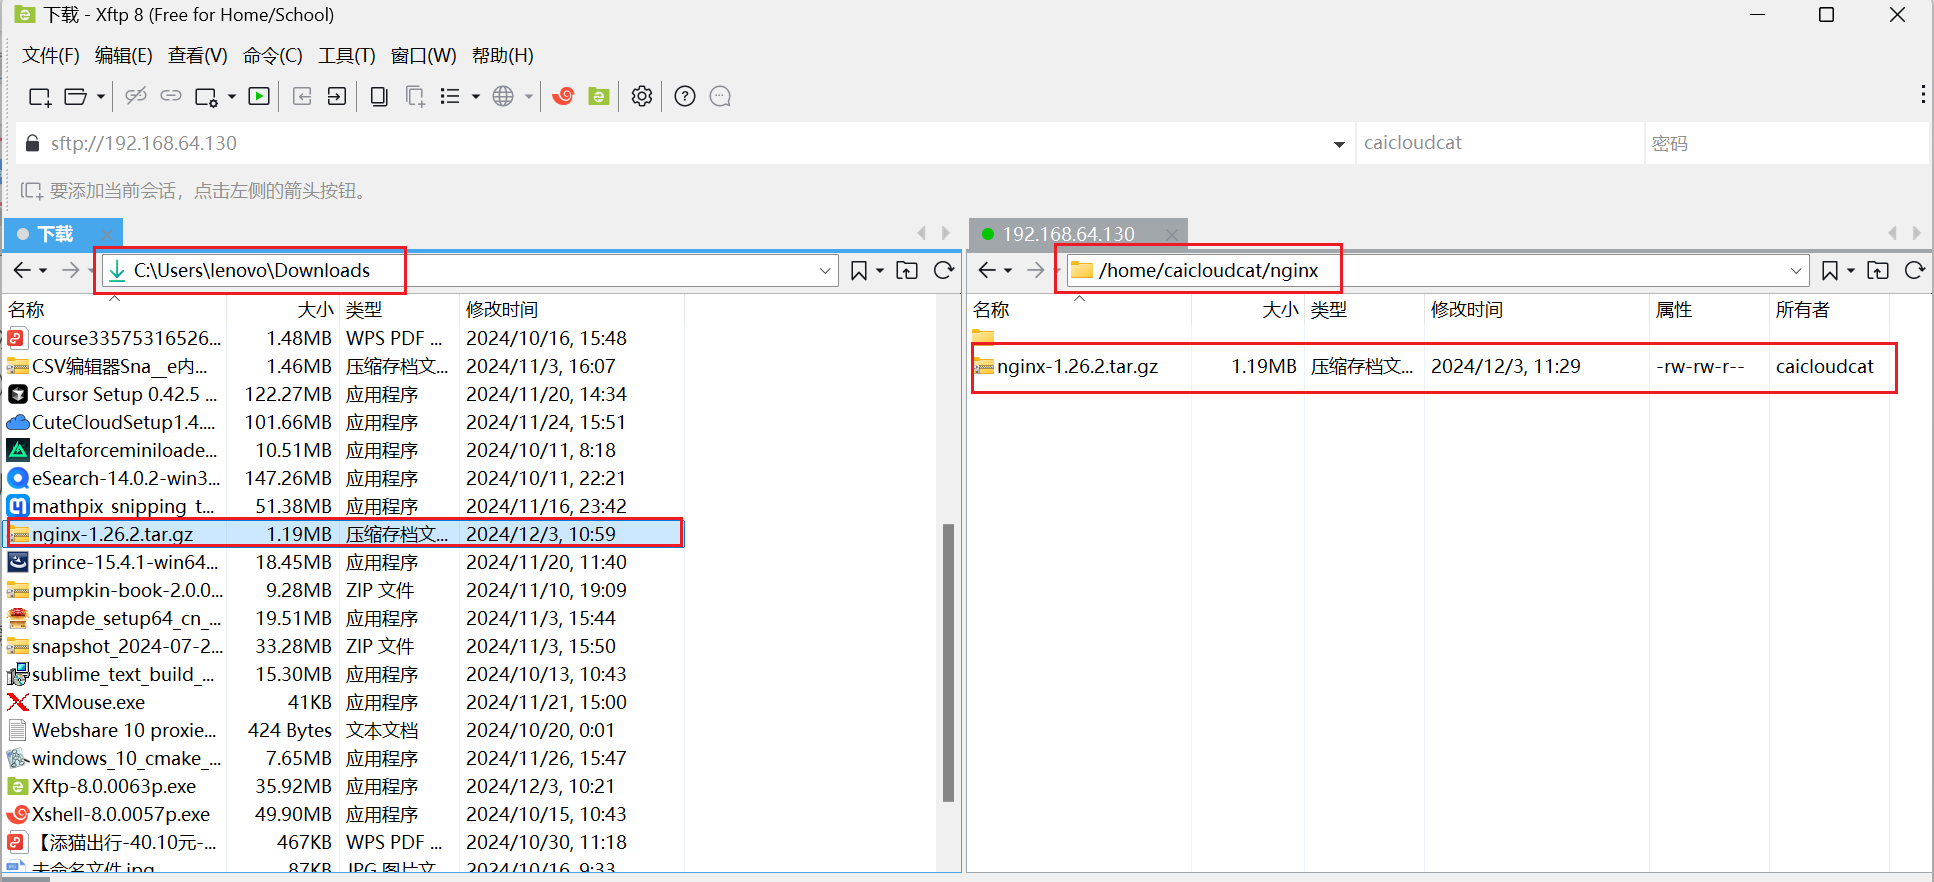 下载 - Xftp 8 (Free for Home/School)
文件(F) 编辑(E) 查看(V) 命令(C) 工具(T) 窗口(W) 帮助(H)
sftp://192.168.64.130 caicloudcat 密码
要添加当前会话，点击左侧的箭头按钮。
下载
C:\Users\lenovo\Downloads
名称 大小 类型 修改时间
course33575316526... 1.48MB WPS PDF ... 2024/10/16, 15:48
CSV编辑器Sna__e内... 1.46MB 压缩存档文... 2024/11/3, 16:07
Cursor Setup 0.42.5 ... 122.27MB 应用程序 2024/11/20, 14:34
CuteCloudSetup1.4.... 101.66MB 应用程序 2024/11/24, 15:51
deltaforceminiloade... 10.51MB 应用程序 2024/10/11, 8:18
eSearch-14.0.2-win3... 147.26MB 应用程序 2024/10/11, 22:21
mathpix_snipping_t... 51.38MB 应用程序 2024/11/16, 23:42
nginx-1.26.2.tar.gz 1.19MB 压缩存档文... 2024/12/3, 10:59
prince-15.4.1-win64... 18.45MB 应用程序 2024/11/20, 11:40
pumpkin-book-2.0.0... 9.28MB ZIP 文件 2024/11/10, 19:09
snapde_setup64_cn_... 19.51MB 应用程序 2024/11/3, 15:44
snapshot_2024-07-2... 33.28MB ZIP 文件 2024/11/3, 15:50
sublime_text_build_... 15.30MB 应用程序 2024/10/13, 10:43
TXMouse.exe 41KB 应用程序 2024/11/21, 15:00
Webshare 10 proxie... 424 Bytes 文本文档 2024/10/20, 0:01
windows_10_cmake_... 7.65MB 应用程序 2024/11/26, 15:47
Xftp-8.0.0063p.exe 35.92MB 应用程序 2024/12/3, 10:21
Xshell-8.0.0057p.exe 49.90MB 应用程序 2024/10/15, 10:43
【添猫出行-40.10元-... 467KB WPS PDF ... 2024/10/30, 11:18
未命名文件.jpg 87KB JPG 图片文... 2024/10/16, 9:33
192.168.64.130
/home/caicloudcat/nginx
名称 大小 类型 修改时间 属性 所有者
nginx-1.26.2.tar.gz 1.19MB 压缩存档文... 2024/12/3, 11:29 -rw-rw-r-- caicloudcat